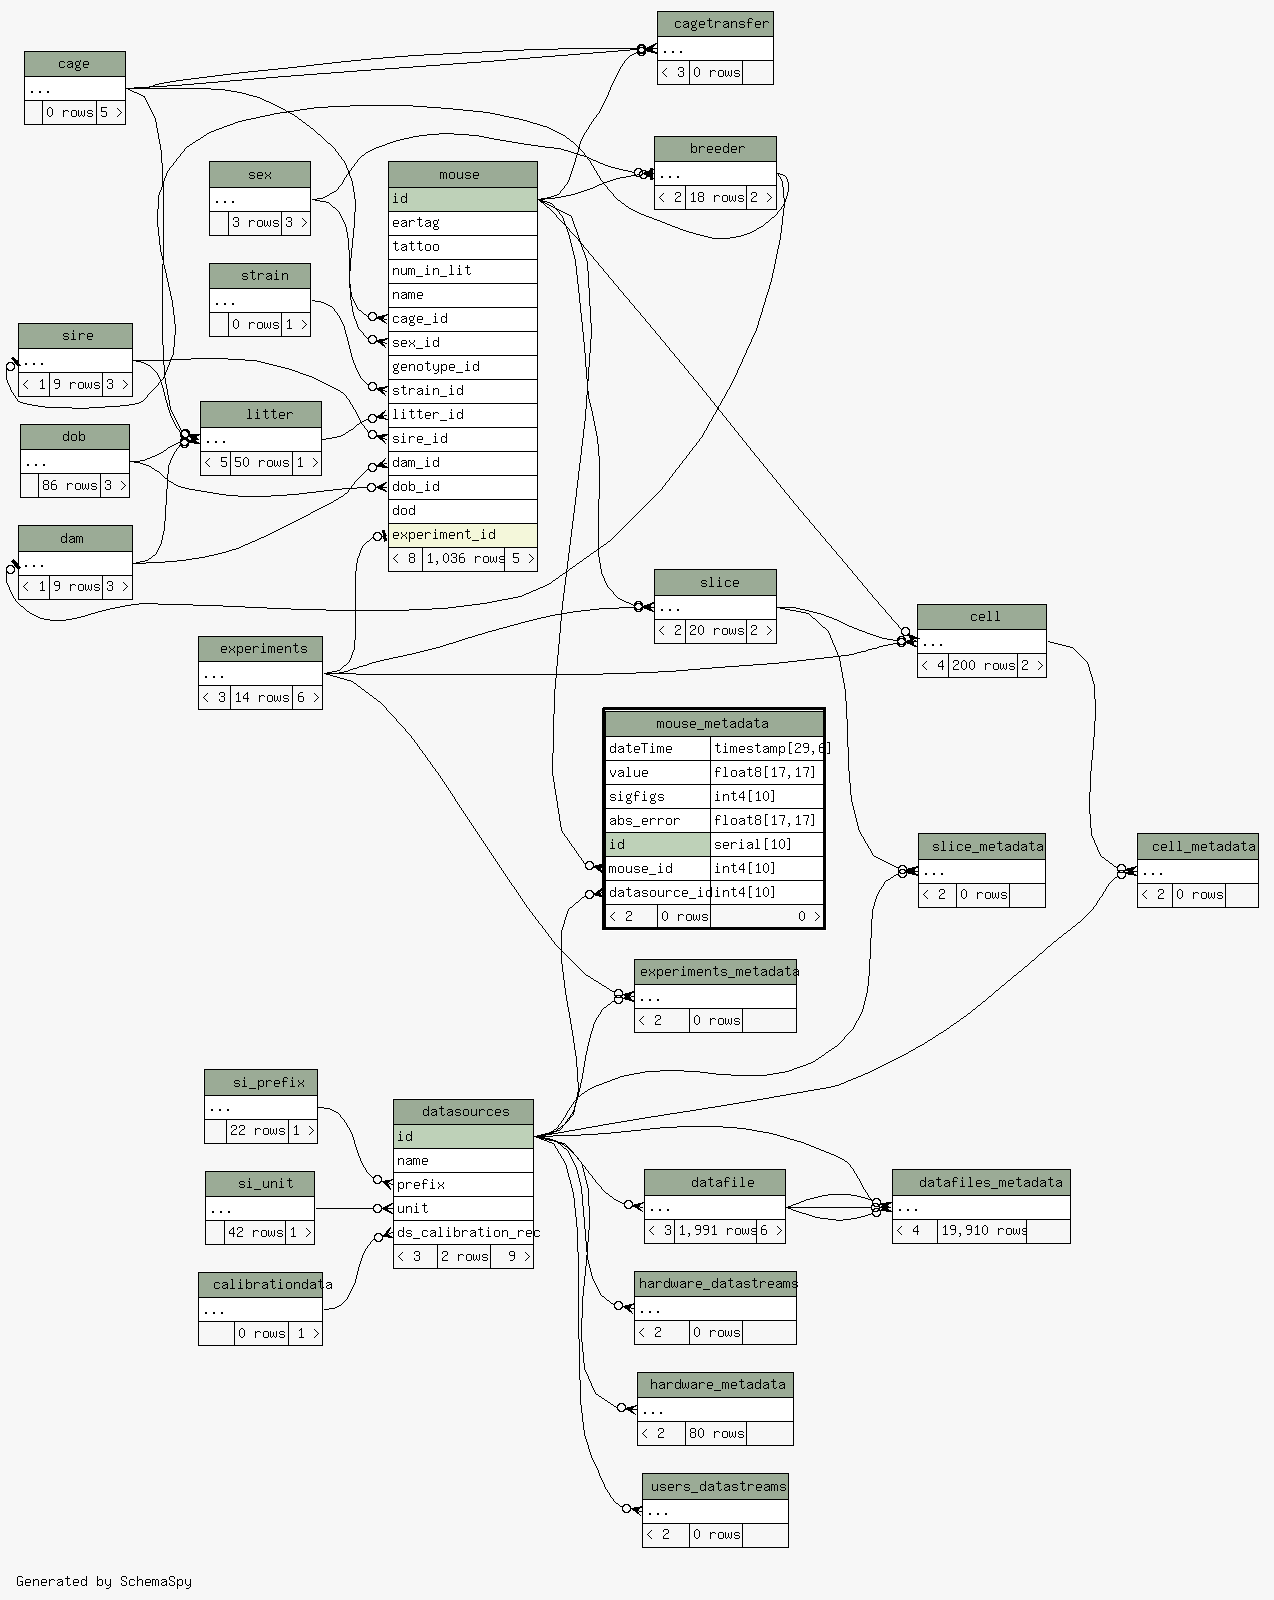 cagetransfer
...
< 3 0 rows
cage
...
0 rows 5 >
breeder
...
< 2 18 rows 2 >
sex
...
3 rows 3 >
mouse
id
eartag
tattoo
num_in_lit
name
cage_id
sex_id
genotype_id
strain_id
litter_id
sire_id
dam_id
dob_id
dod
experiment_id
< 8 1,036 rows 5 >
strain
...
0 rows 1 >
sire
...
< 1 9 rows 3 >
litter
...
< 5 50 rows 1 >
dob
...
86 rows 3 >
dam
...
< 1 9 rows 3 >
slice
...
< 2 20 rows 2 >
cell
...
< 4 200 rows 2 >
experiments
...
< 3 14 rows 6 >
mouse_metadata
dateTime timestamp[29,6]
value float8[17,17]
sigfigs int4[10]
abs_error float8[17,17]
id serial[10]
mouse_id int4[10]
datasource_id int4[10]
< 2 0 rows 0 >
slice_metadata
...
< 2 0 rows
cell_metadata
...
< 2 0 rows
experiments_metadata
...
< 2 0 rows
si_prefix
...
22 rows 1 >
datasources
id
name
prefix
unit
ds_calibration_rec
< 3 2 rows 9 >
si_unit
...
42 rows 1 >
datafile
...
< 3 1,991 rows 6 >
datafiles_metadata
...
< 4 19,910 rows
calibrationdata
...
0 rows 1 >
hardware_datastreams
...
< 2 0 rows
hardware_metadata
...
< 2 80 rows
users_datastreams
...
< 2 0 rows
Generated by SchemaSpy